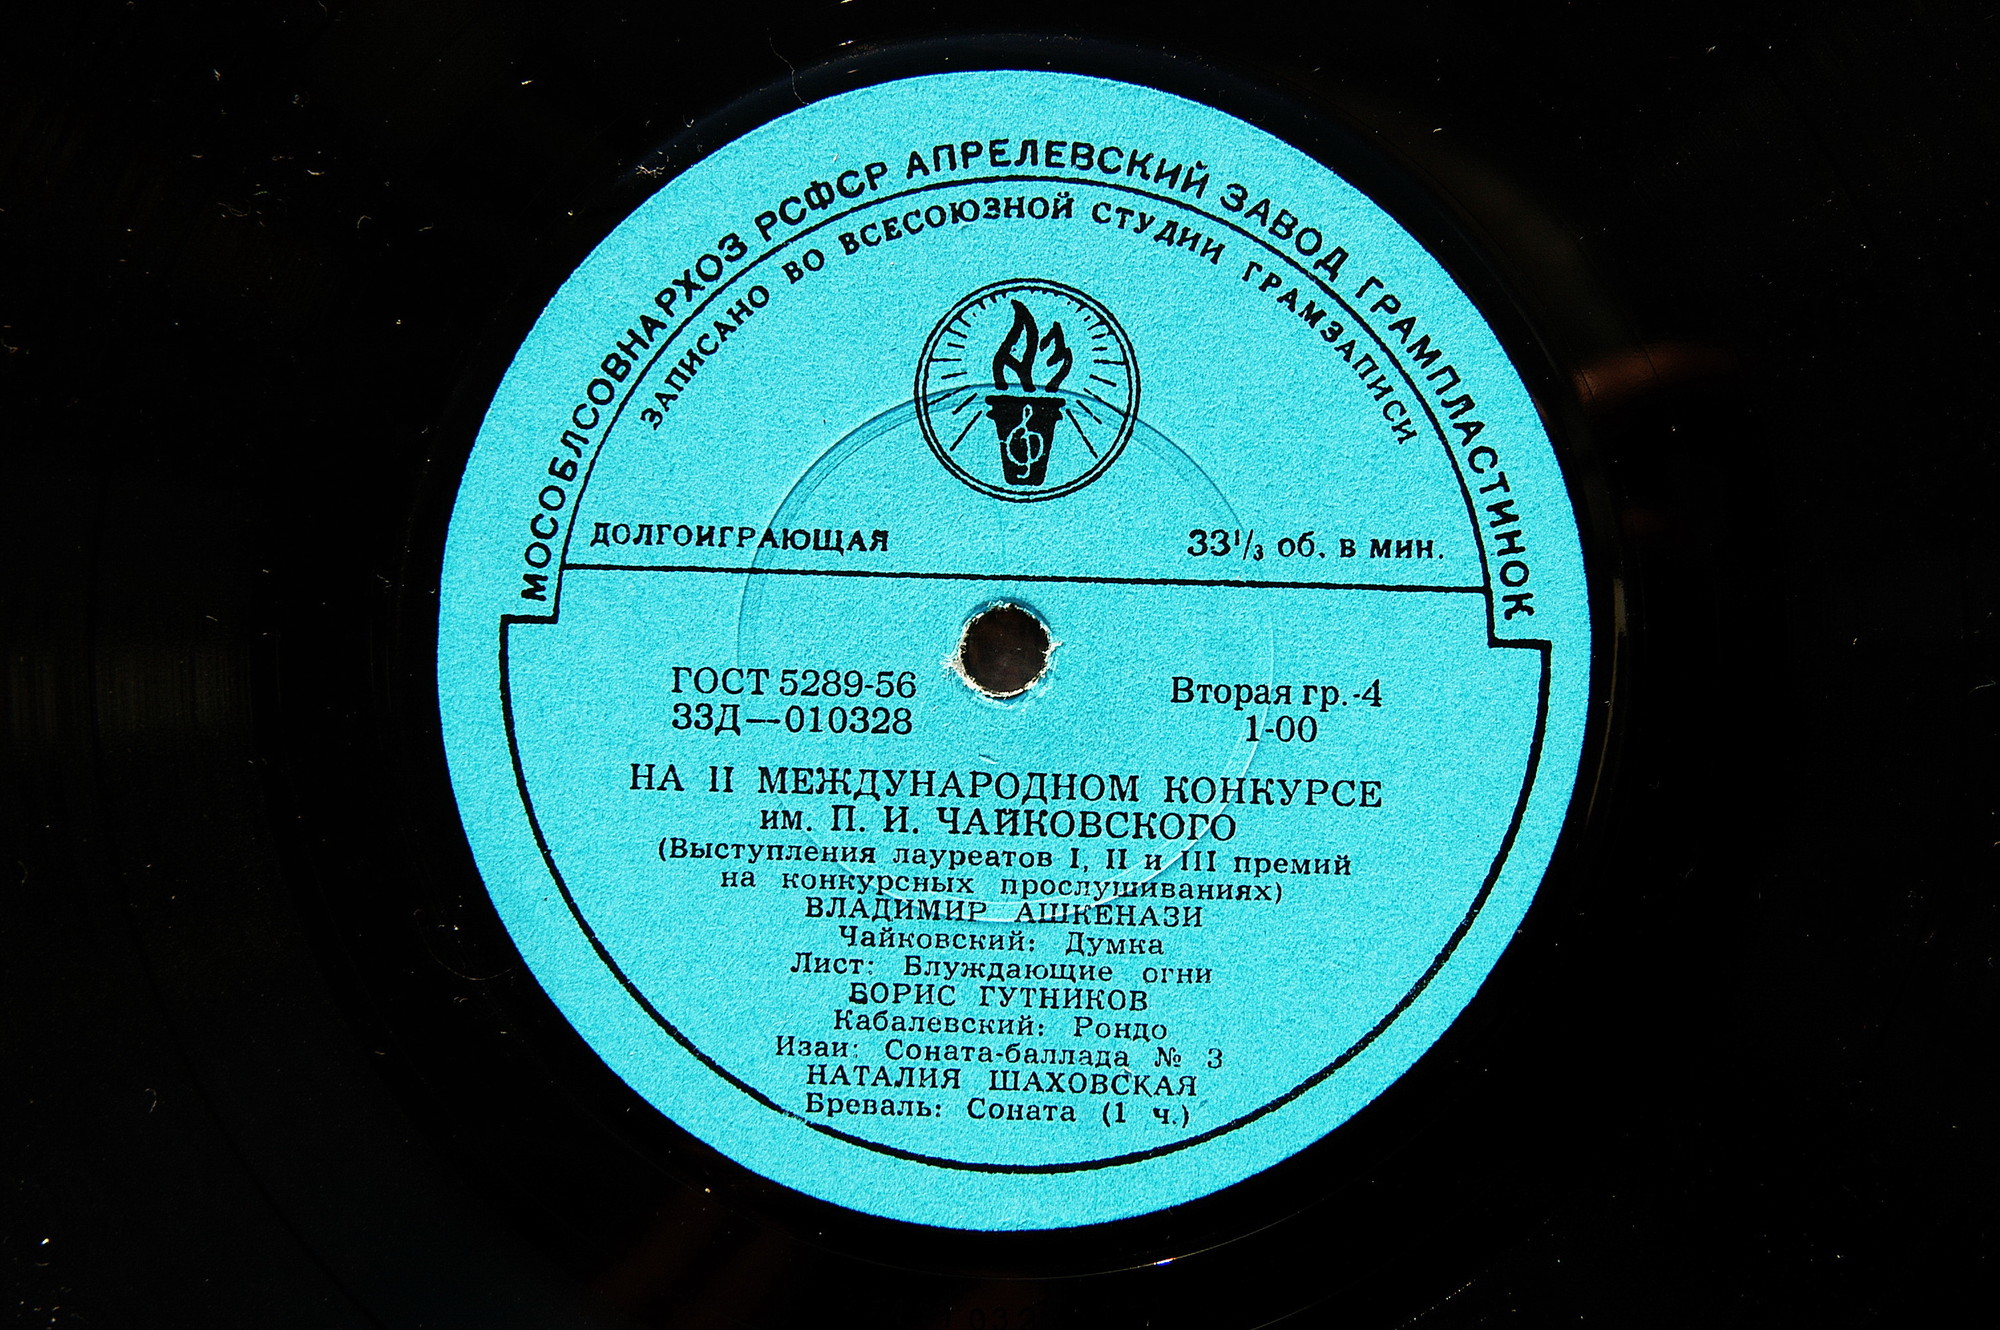 МОСОБЛСОВНАРХОЗ РСФСР АПРЕЛЕВСКИЙ ЗАВОД ГРАМПЛАСТИНОК
ЗАПИСАНО ВО ВСЕСОЮЗНОЙ СТУДИИ ГРАМЗАПИСИ
АЗ
ДОЛГОИГРАЮЩАЯ 33 1/3 об. в мин.
ГОСТ 5289-56 Вторая гр.-4
33Д—010328 1-00
НА II МЕЖДУНАРОДНОМ КОНКУРСЕ
им. П. И. ЧАЙКОВСКОГО
(Выступления лауреатов I, II и III премий
на конкурсных прослушиваниях)
ВЛАДИМИР АШКЕНАЗИ
Чайковский: Думка
Лист: Блуждающие огни
БОРИС ГУТНИКОВ
Кабалевский: Рондо
Изаи: Соната-баллада № 3
НАТАЛИЯ ШАХОВСКАЯ
Бреваль: Соната (1 ч.)